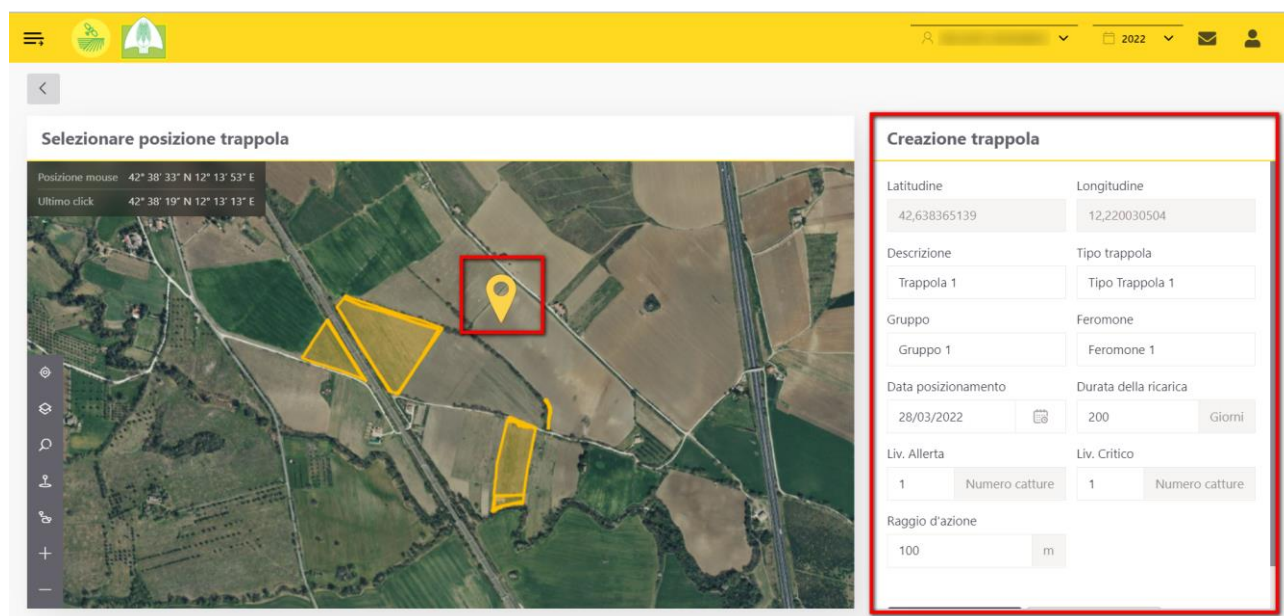 2022
Selezionare posizione trappola
Posizione mouse 42° 38' 33" N 12° 13' 53" E
Ultimo click 42° 38' 19" N 12° 13' 13" E
Creazione trappola
Latitudine Longitudine
42,638365139 12,220030504
Descrizione Tipo trappola
Trappola 1 Tipo Trappola 1
Gruppo Feromone
Gruppo 1 Feromone 1
Data posizionamento Durata della ricarica
28/03/2022 200 Giorni
Liv. Allerta Liv. Critico
1 Numero catture 1 Numero catture
Raggio d'azione
100 m